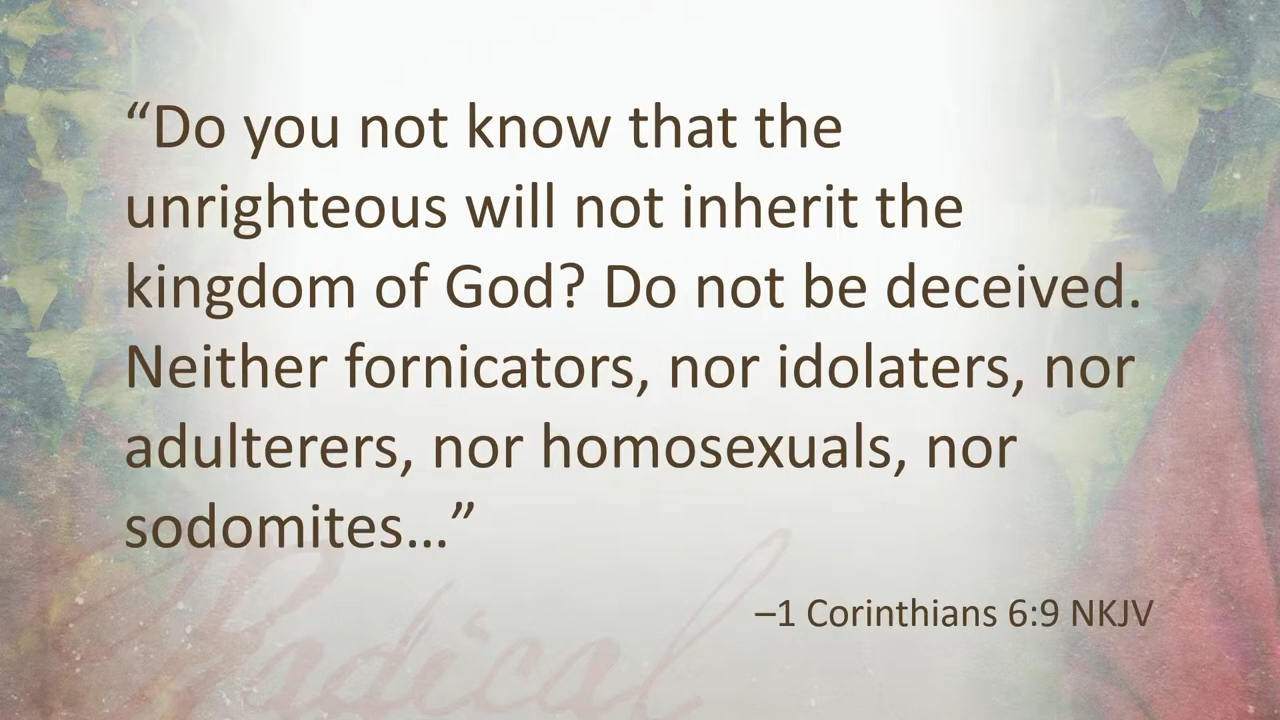 “Do you not know that the
unrighteous will not inherit the
kingdom of God? Do not be deceived.
Neither fornicators, nor idolaters, nor
adulterers, nor homosexuals, nor
sodomites…”
–1 Corinthians 6:9 NKJV
Radical